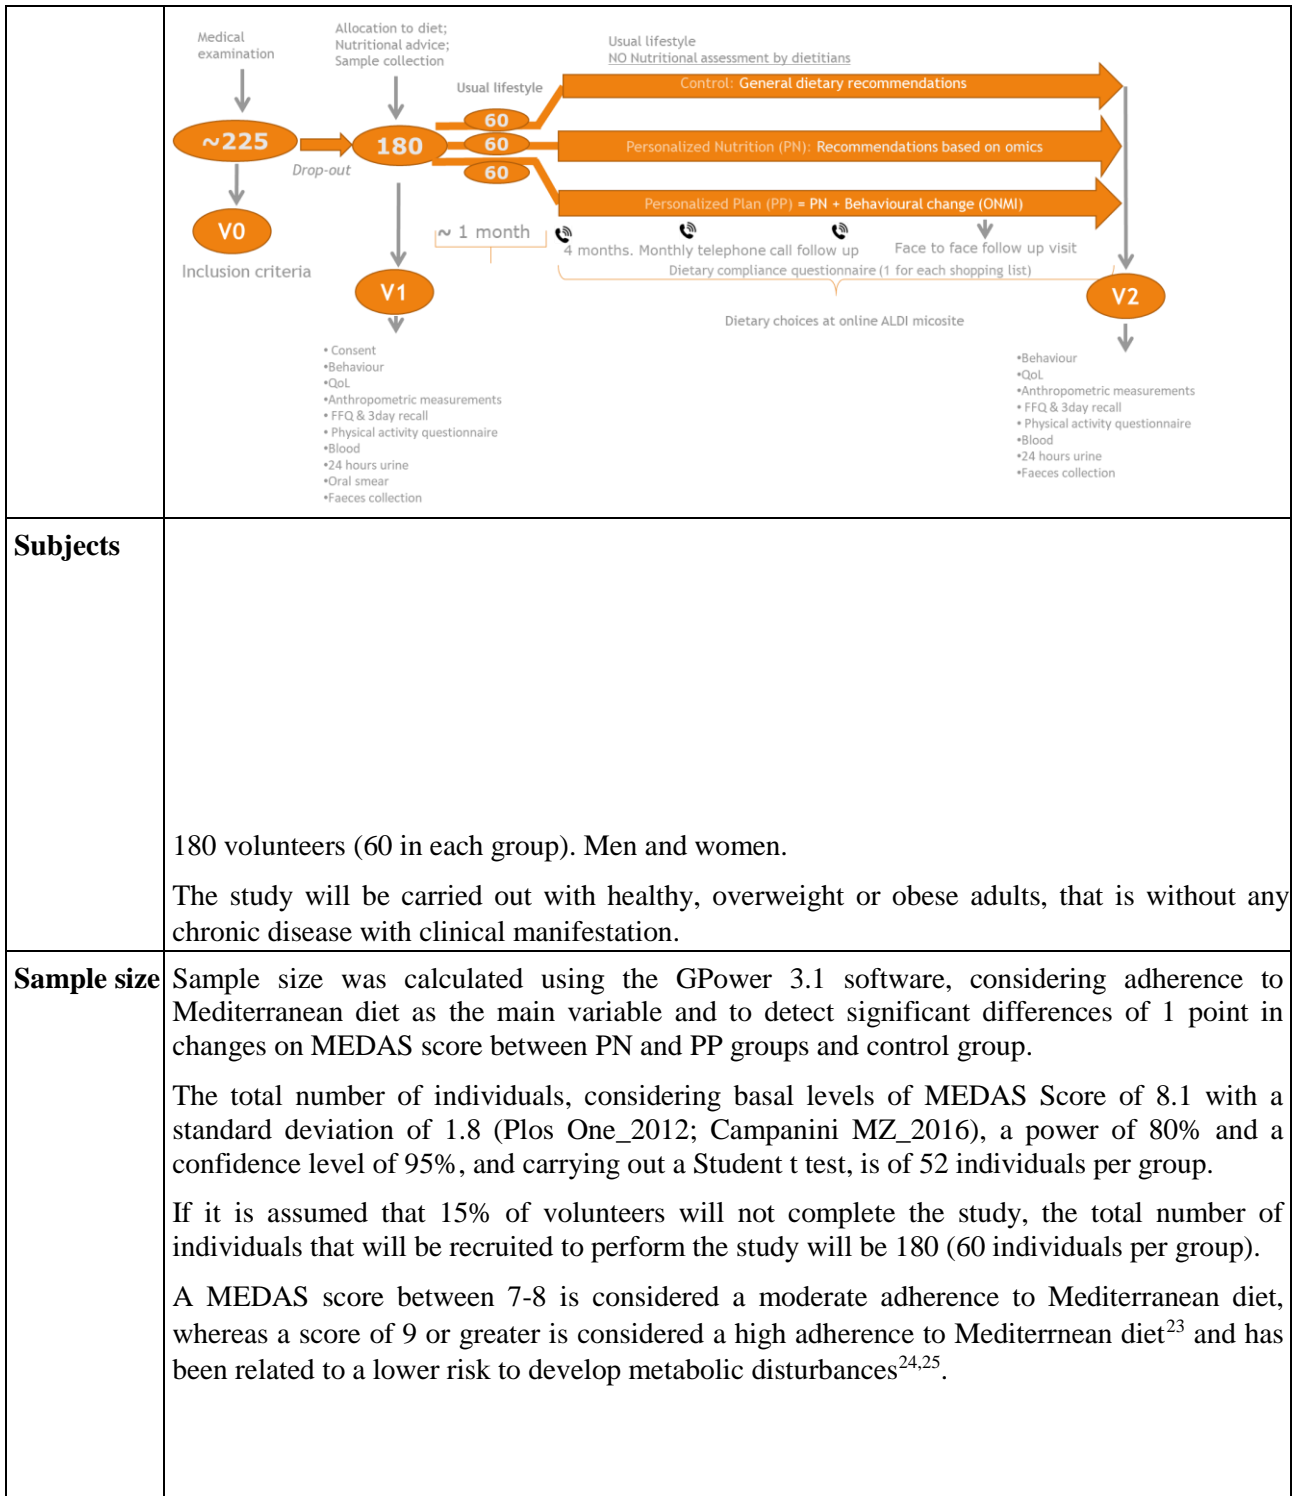 Medical
examination
Allocation to diet;
Nutritional advice;
Sample collection
Usual lifestyle
NO Nutritional assessment by dietitians
Usual lifestyle
Control: General dietary recommendations
~225
Drop-out
180
60
60
60
Personalized Nutrition (PN): Recommendations based on omics
Personalized Plan (PP) = PN + Behavioural change (ONMI)
V0
Inclusion criteria
~ 1 month
4 months. Monthly telephone call follow up
Face to face follow up visit
Dietary compliance questionnaire (1 for each shopping list)
V1
V2
Dietary choices at online ALDI micosite
• Consent
•Behaviour
•QoL
•Anthropometric measurements
• FFQ & 3day recall
• Physical activity questionnaire
•Blood
•24 hours urine
•Oral smear
•Faeces collection
•Behaviour
•QoL
•Anthropometric measurements
• FFQ & 3day recall
• Physical activity questionnaire
•Blood
•24 hours urine
•Faeces collection
Subjects
180 volunteers (60 in each group). Men and women.
The study will be carried out with healthy, overweight or obese adults, that is without any
chronic disease with clinical manifestation.
Sample size
Sample size was calculated using the GPower 3.1 software, considering adherence to
Mediterranean diet as the main variable and to detect significant differences of 1 point in
changes on MEDAS score between PN and PP groups and control group.
The total number of individuals, considering basal levels of MEDAS Score of 8.1 with a
standard deviation of 1.8 (Plos One_2012; Campanini MZ_2016), a power of 80% and a
confidence level of 95%, and carrying out a Student t test, is of 52 individuals per group.
If it is assumed that 15% of volunteers will not complete the study, the total number of
individuals that will be recruited to perform the study will be 180 (60 individuals per group).
A MEDAS score between 7-8 is considered a moderate adherence to Mediterranean diet,
whereas a score of 9 or greater is considered a high adherence to Mediterrnean diet23 and has
been related to a lower risk to develop metabolic disturbances24,25.